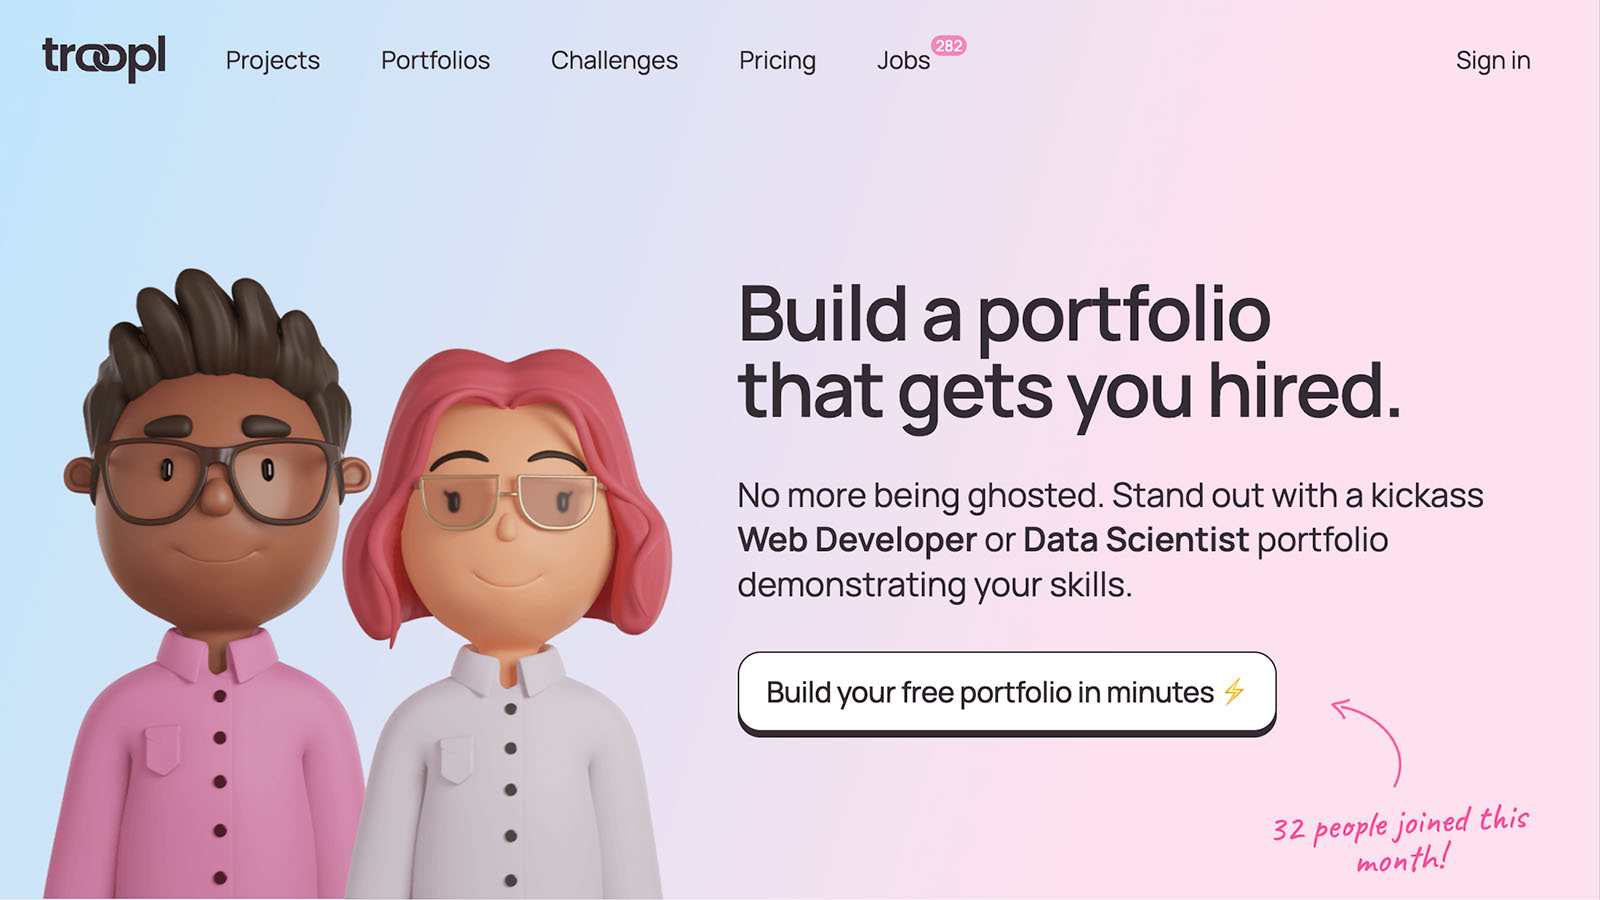 troopl
Projects
Portfolios
Challenges
Pricing
Jobs
282
Sign in
Build a portfolio
that gets you hired.
No more being ghosted. Stand out with a kickass
Web Developer or Data Scientist portfolio
demonstrating your skills.
Build your free portfolio in minutes ⚡
32 people joined this
month!